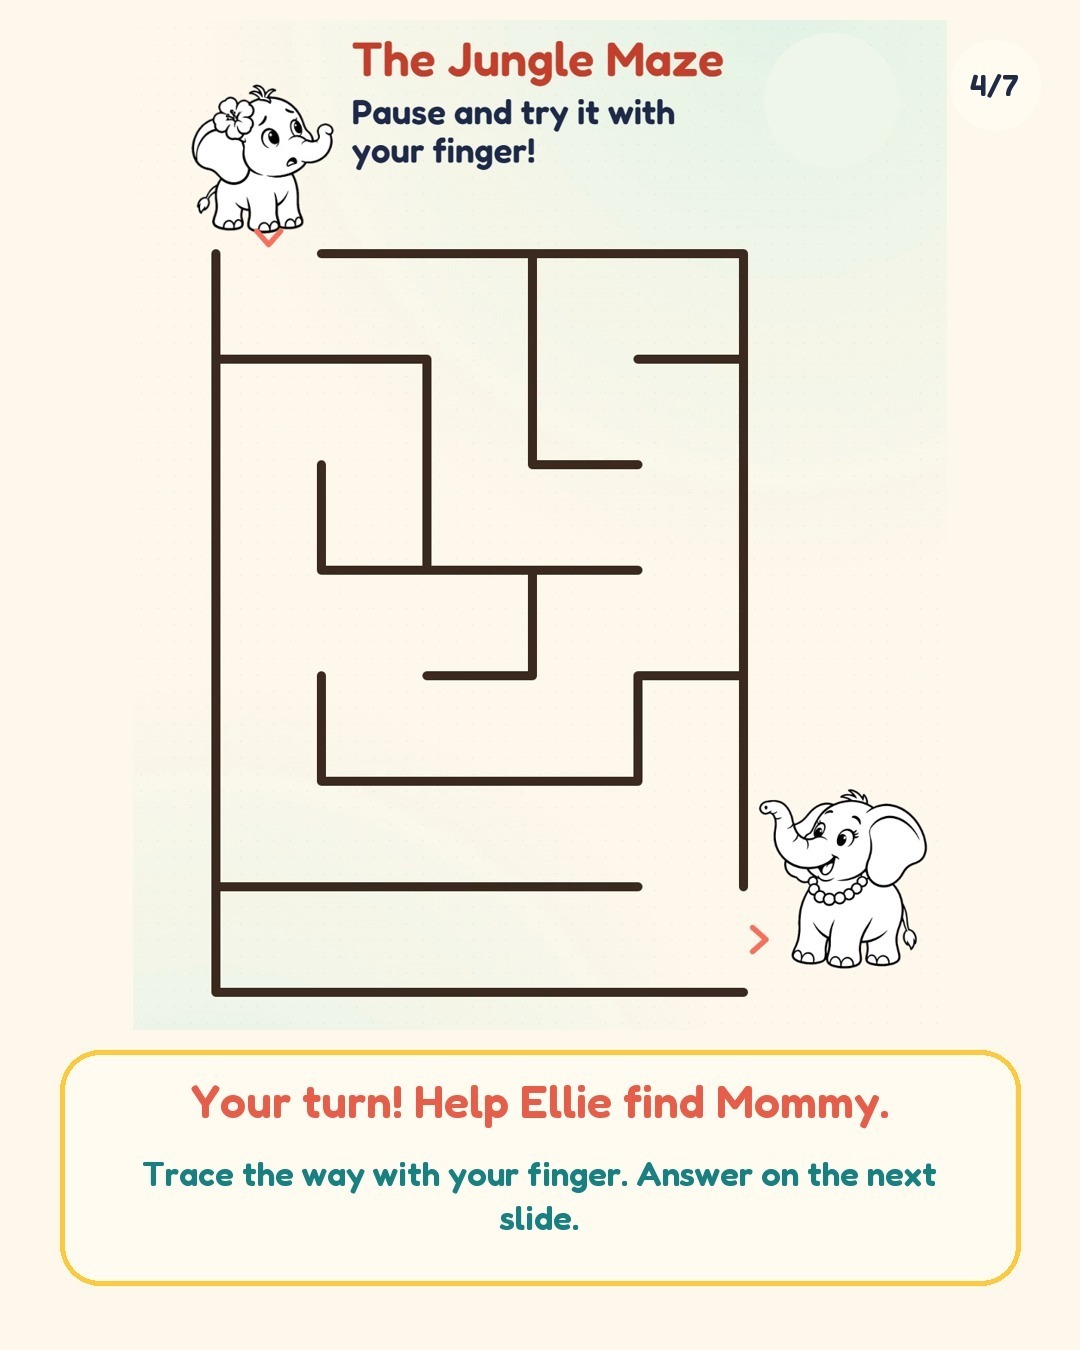 The Jungle Maze
Pause and try it with
your finger!
4/7
Your turn! Help Ellie find Mommy.
Trace the way with your finger. Answer on the next
slide.